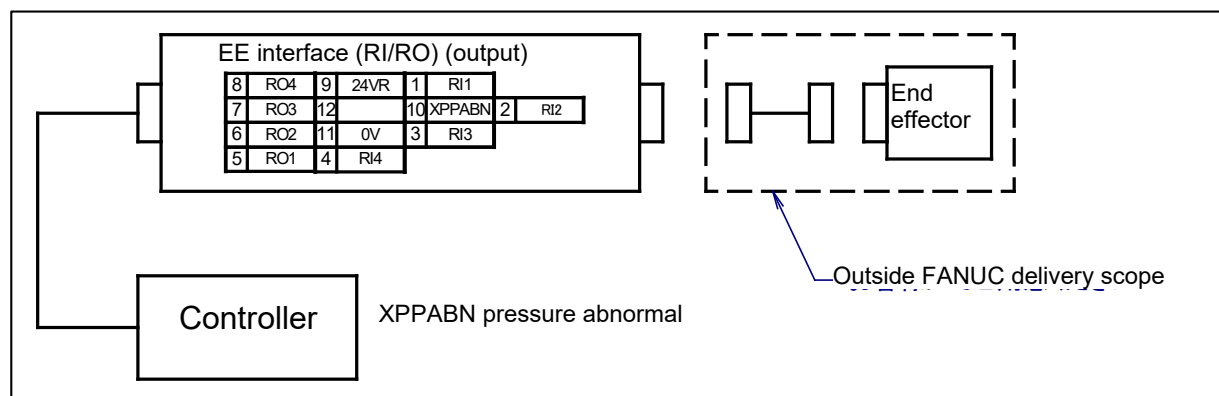 EE interface (RI/RO) (output)
8 RO4 9 24VR 1 RI1
7 RO3 12 10 XPPABN 2 RI2
6 RO2 11 0V 3 RI3
5 RO1 4 RI4
End
effector
Outside FANUC delivery scope
Controller
XPPABN pressure abnormal